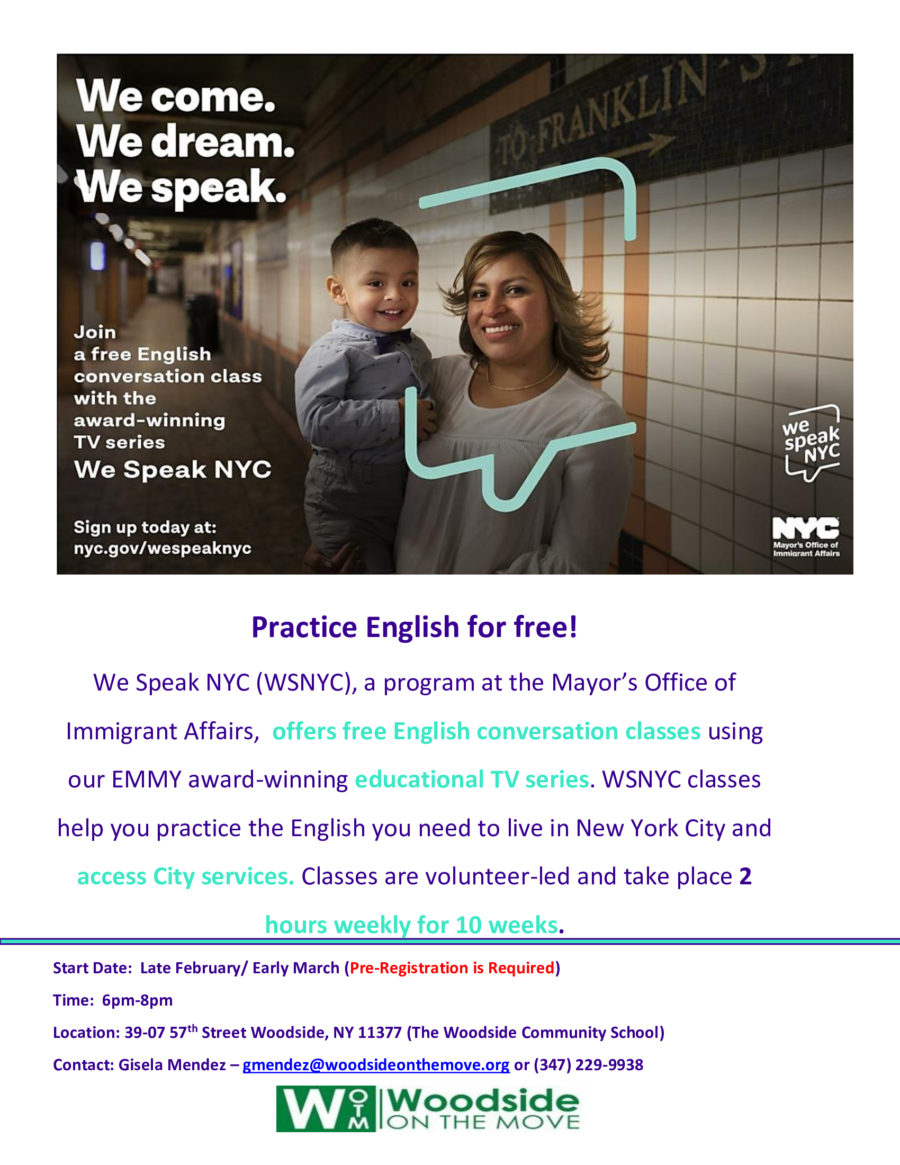 We come.
We dream.
We speak.
TO FRANKLIN
Join
a free English
conversation class
with the
award-winning
TV series
We Speak NYC
Sign up today at:
nyc.gov/wespeaknyc
we
speak
NYC
NYC
Mayor's Office of
Immigrant Affairs
Practice English for free!
We Speak NYC (WSNYC), a program at the Mayor’s Office of
Immigrant Affairs, offers free English conversation classes using
our EMMY award-winning educational TV series. WSNYC classes
help you practice the English you need to live in New York City and
access City services. Classes are volunteer-led and take place 2
hours weekly for 10 weeks.
Start Date: Late February/ Early March (Pre-Registration is Required)
Time: 6pm-8pm
Location: 39-07 57th Street Woodside, NY 11377 (The Woodside Community School)
Contact: Gisela Mendez – gmendez@woodsideonthemove.org or (347) 229-9938
WOTM Woodside
ON THE MOVE